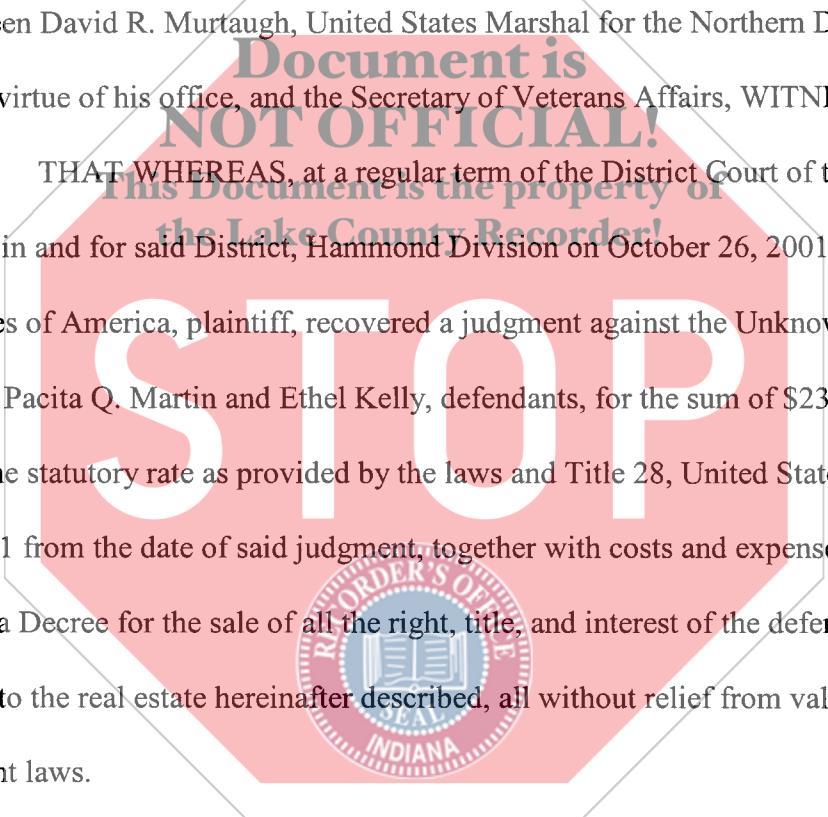 en David R. Murtaugh, United States Marshal for the Northern D
Document is
virtue of his office, and the Secretary of Veterans Affairs, WITN
NOT OFFICIAL!
THAT WHEREAS, at a regular term of the District Court of t
This Document is the property of
the Lake County Recorder!
in and for said District, Hammond Division on October 26, 2001
es of America, plaintiff, recovered a judgment against the Unknow
STOP
Pacita Q. Martin and Ethel Kelly, defendants, for the sum of $23
e statutory rate as provided by the laws and Title 28, United State
1 from the date of said judgment, together with costs and expense
RECORDER'S OFFICE
a Decree for the sale of all the right, title, and interest of the defen
to the real estate hereinafter described, all without relief from val
SEAL
INDIANA
nt laws.